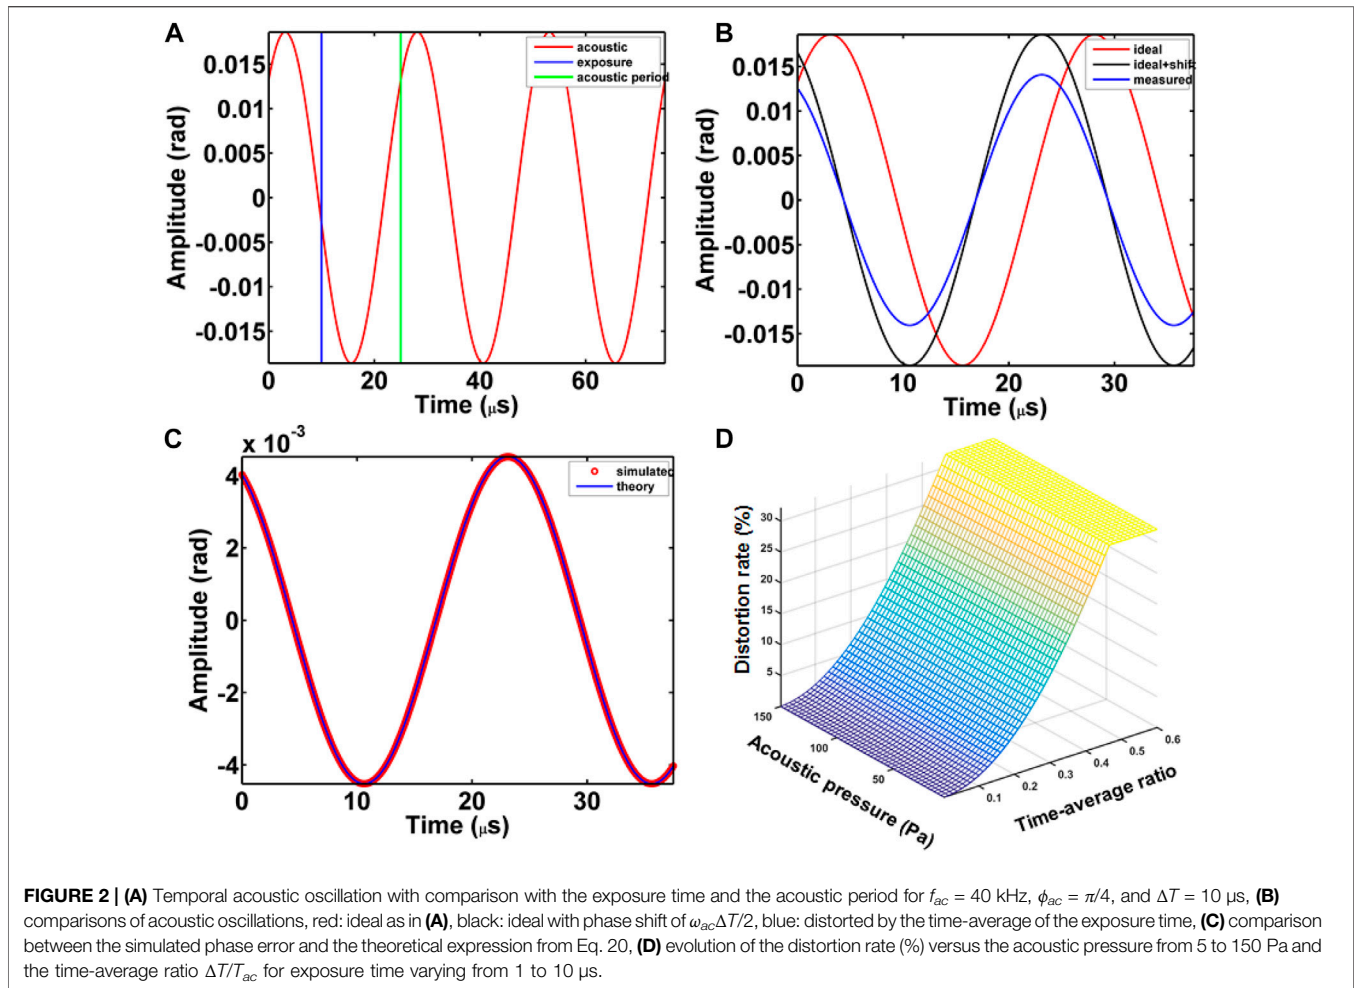 A
0.015
0.01
0.005
0
-0.005
-0.01
-0.015
Amplitude (rad)
0
20
40
60
Time (μs)
acoustic
exposure
acoustic period
B
0.015
0.01
0.005
0
-0.005
-0.01
-0.015
Amplitude (rad)
0
10
20
30
Time (μs)
ideal
ideal+shift
measured
C
x 10⁻³
4
2
0
-2
-4
Amplitude (rad)
0
10
20
30
Time (μs)
simulated
theory
D
30
25
20
15
10
5
Distortion rate (%)
150
100
50
Acoustic pressure (Pa)
0.1
0.2
0.3
0.4
0.5
0.6
Time-average ratio
FIGURE 2 | (A) Temporal acoustic oscillation with comparison with the exposure time and the acoustic period for f_ac = 40 kHz, ϕ_ac = π/4, and ΔT = 10 μs, (B)
comparisons of acoustic oscillations, red: ideal as in (A), black: ideal with phase shift of ω_acΔT/2, blue: distorted by the time-average of the exposure time, (C) comparison
between the simulated phase error and the theoretical expression from Eq. 20, (D) evolution of the distortion rate (%) versus the acoustic pressure from 5 to 150 Pa and
the time-average ratio ΔT/T_ac for exposure time varying from 1 to 10 μs.